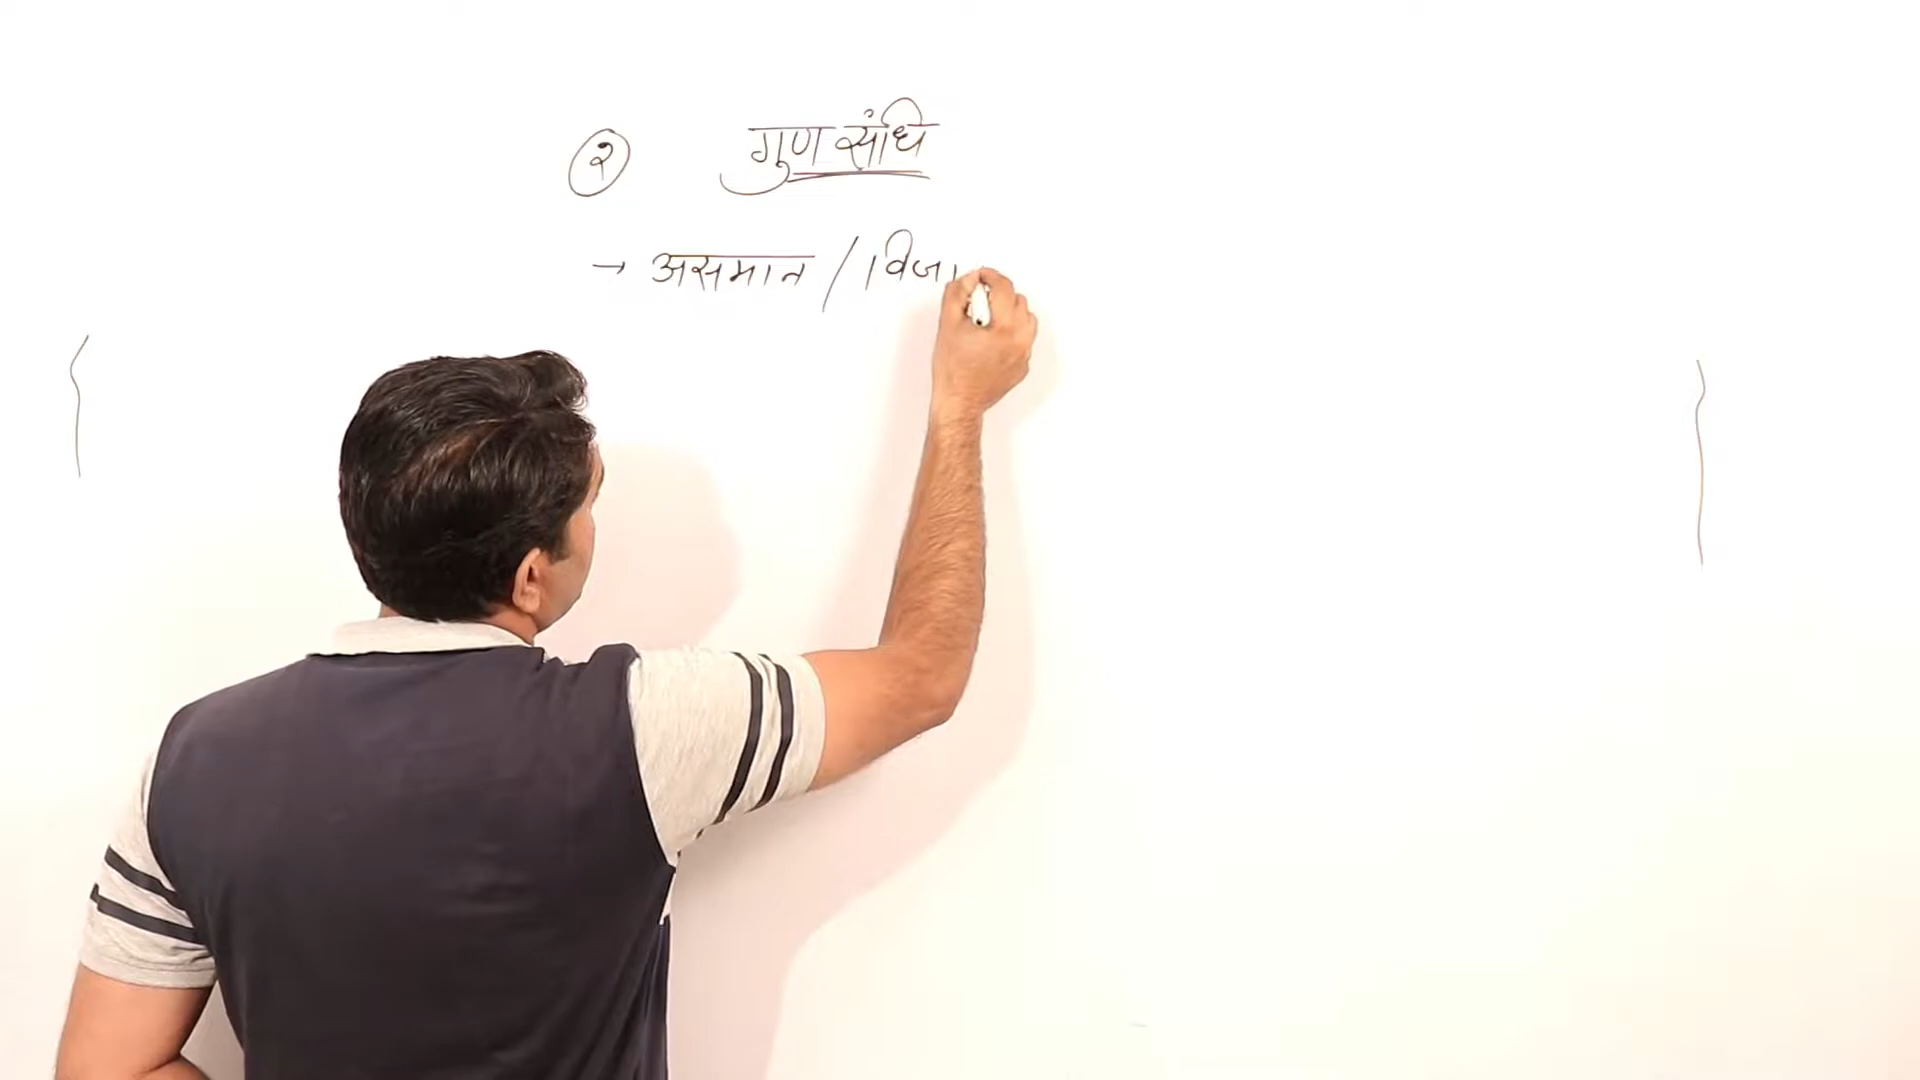 २ गुण संधि
→ असमान / विजा